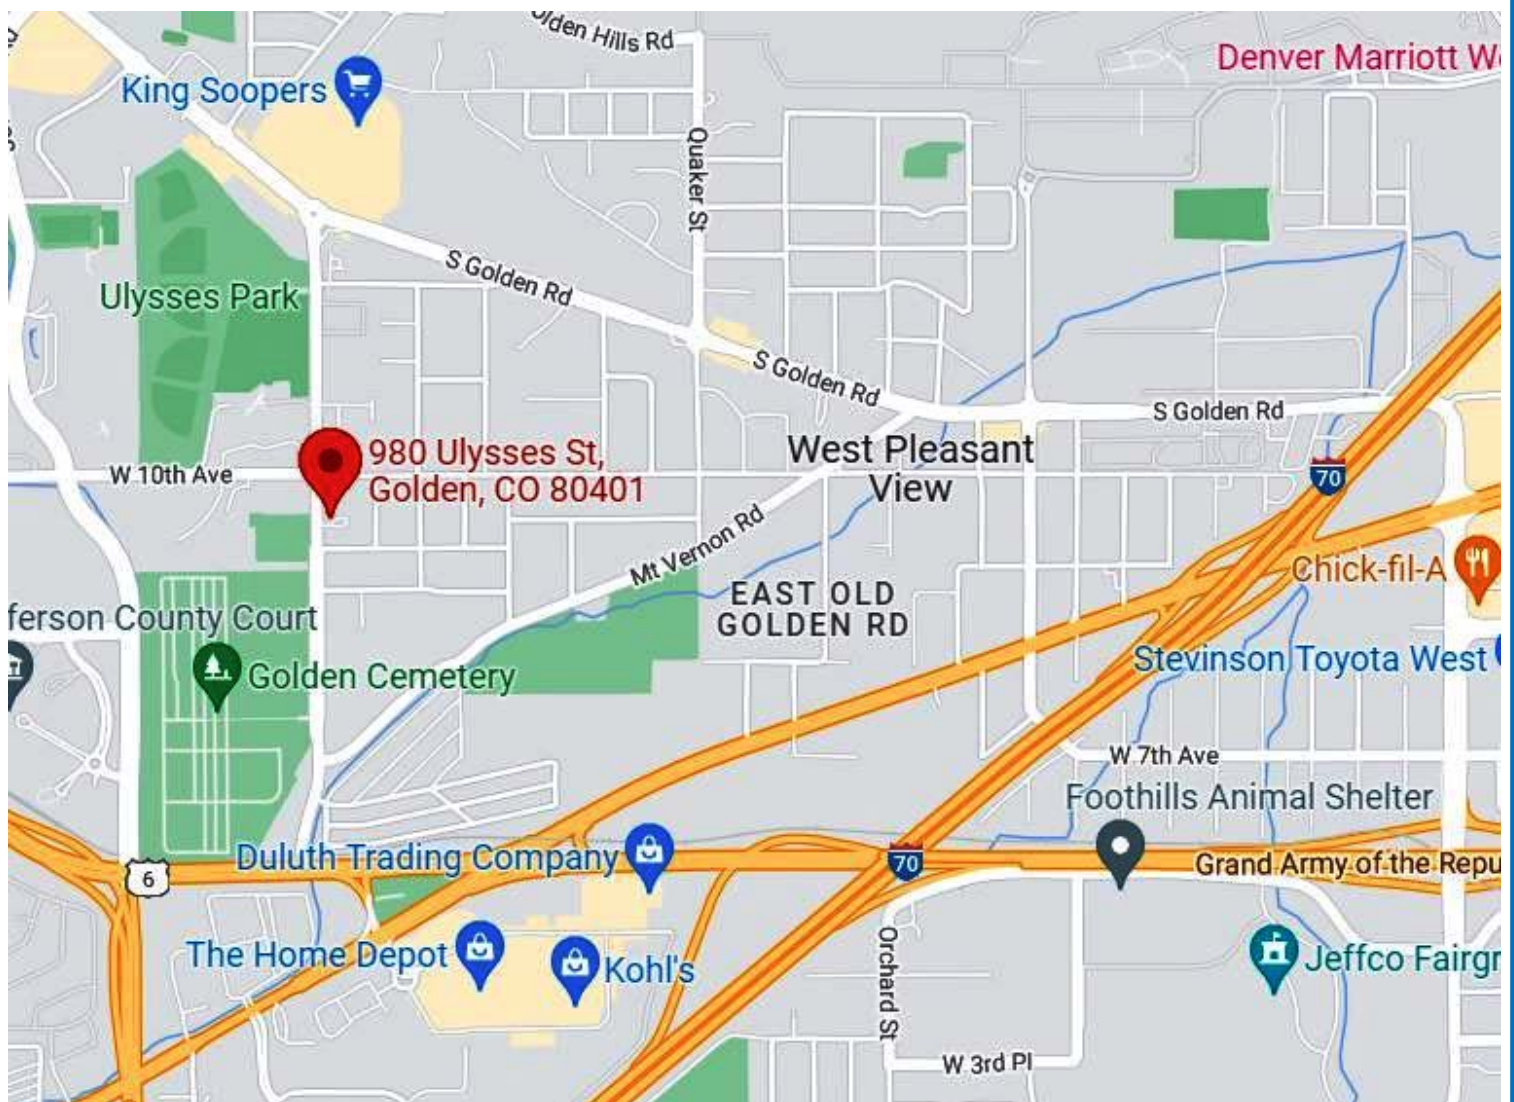 olden Hills Rd
Denver Marriott W
King Soopers
Quaker St
S Golden Rd
Ulysses Park
S Golden Rd
S Golden Rd
980 Ulysses St,
Golden, CO 80401
W 10th Ave
West Pleasant
View
70
Mt Vernon Rd
Chick-fil-A
EAST OLD
GOLDEN RD
ferson County Court
Golden Cemetery
Stevinson Toyota West
W 7th Ave
Foothills Animal Shelter
Duluth Trading Company
70
Grand Army of the Repu
6
The Home Depot
Kohl's
Orchard St
Jeffco Fairgr
W 3rd Pl